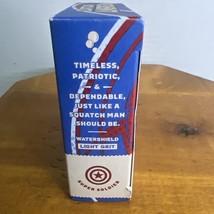 TIMELESS,
PATRIOTIC,
&
DEPENDABLE,
JUST LIKE A
SQUATCH MAN
SHOULD BE.
WATERSHIELD
LIGHT GRIT
SUPER SOLDIER